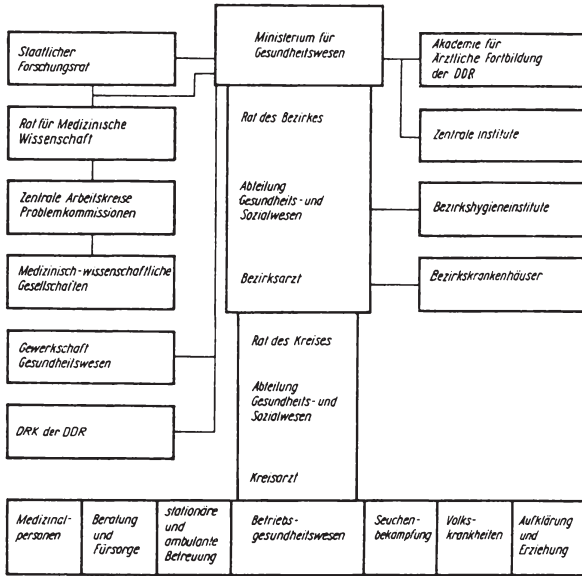 Ministerium für
Gesundheitswesen
Staatlicher
Forschungsrat
Rat für Medizinische
Wissenschaft
Zentrale Arbeitskreise
Problemkommissionen
Medizinisch-wissenschaftliche
Gesellschaften
Gewerkschaft
Gesundheitswesen
DRK der DDR
Rat des Bezirkes
Abteilung
Gesundheits- und
Sozialwesen
Bezirksarzt
Rat des Kreises
Abteilung
Gesundheits- und
Sozialwesen
Kreisarzt
Akademie für
Ärztliche Fortbildung
der DDR
Zentrale Institute
Bezirkshygieneinstitute
Bezirkskrankenhäuser
Medizinal-
personen
Beratung
und
Fürsorge
stationäre
und
ambulante
Betreuung
Betriebs-
gesundheitswesen
Seuchen-
bekämpfung
Volks-
krankheiten
Aufklärung
und
Erziehung